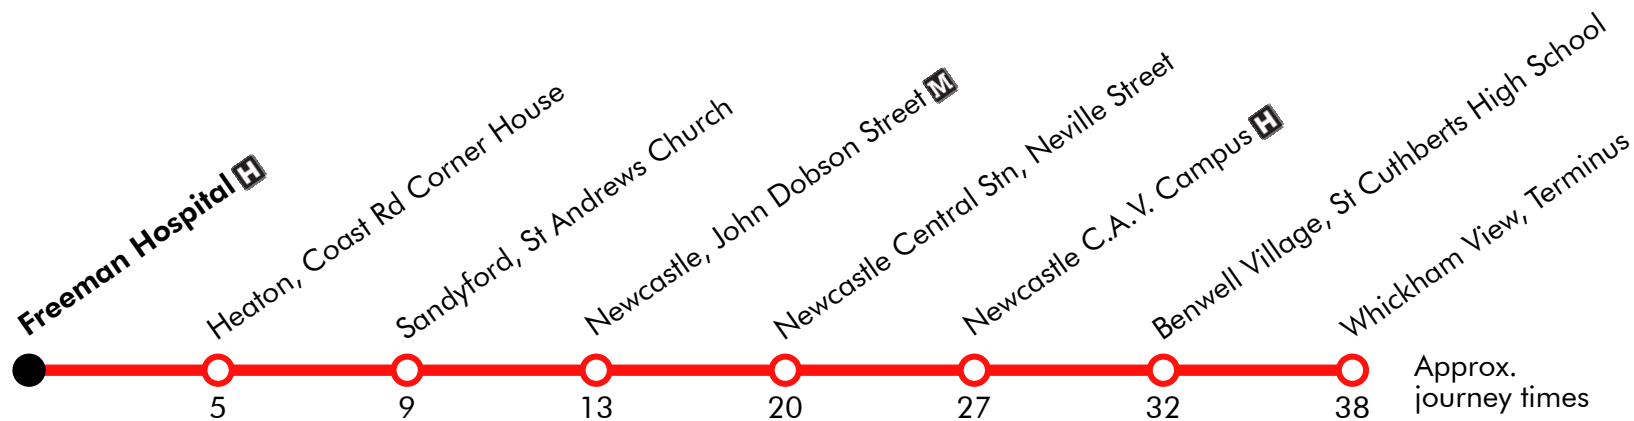 Freeman Hospital H
Heaton, Coast Rd Corner House
Sandyford, St Andrews Church
Newcastle, John Dobson Street M
Newcastle Central Stn, Neville Street
Newcastle C.A.V. Campus H
Benwell Village, St Cuthberts High School
Whickham View, Terminus
5 9 13 20 27 32 38
Approx.
journey times